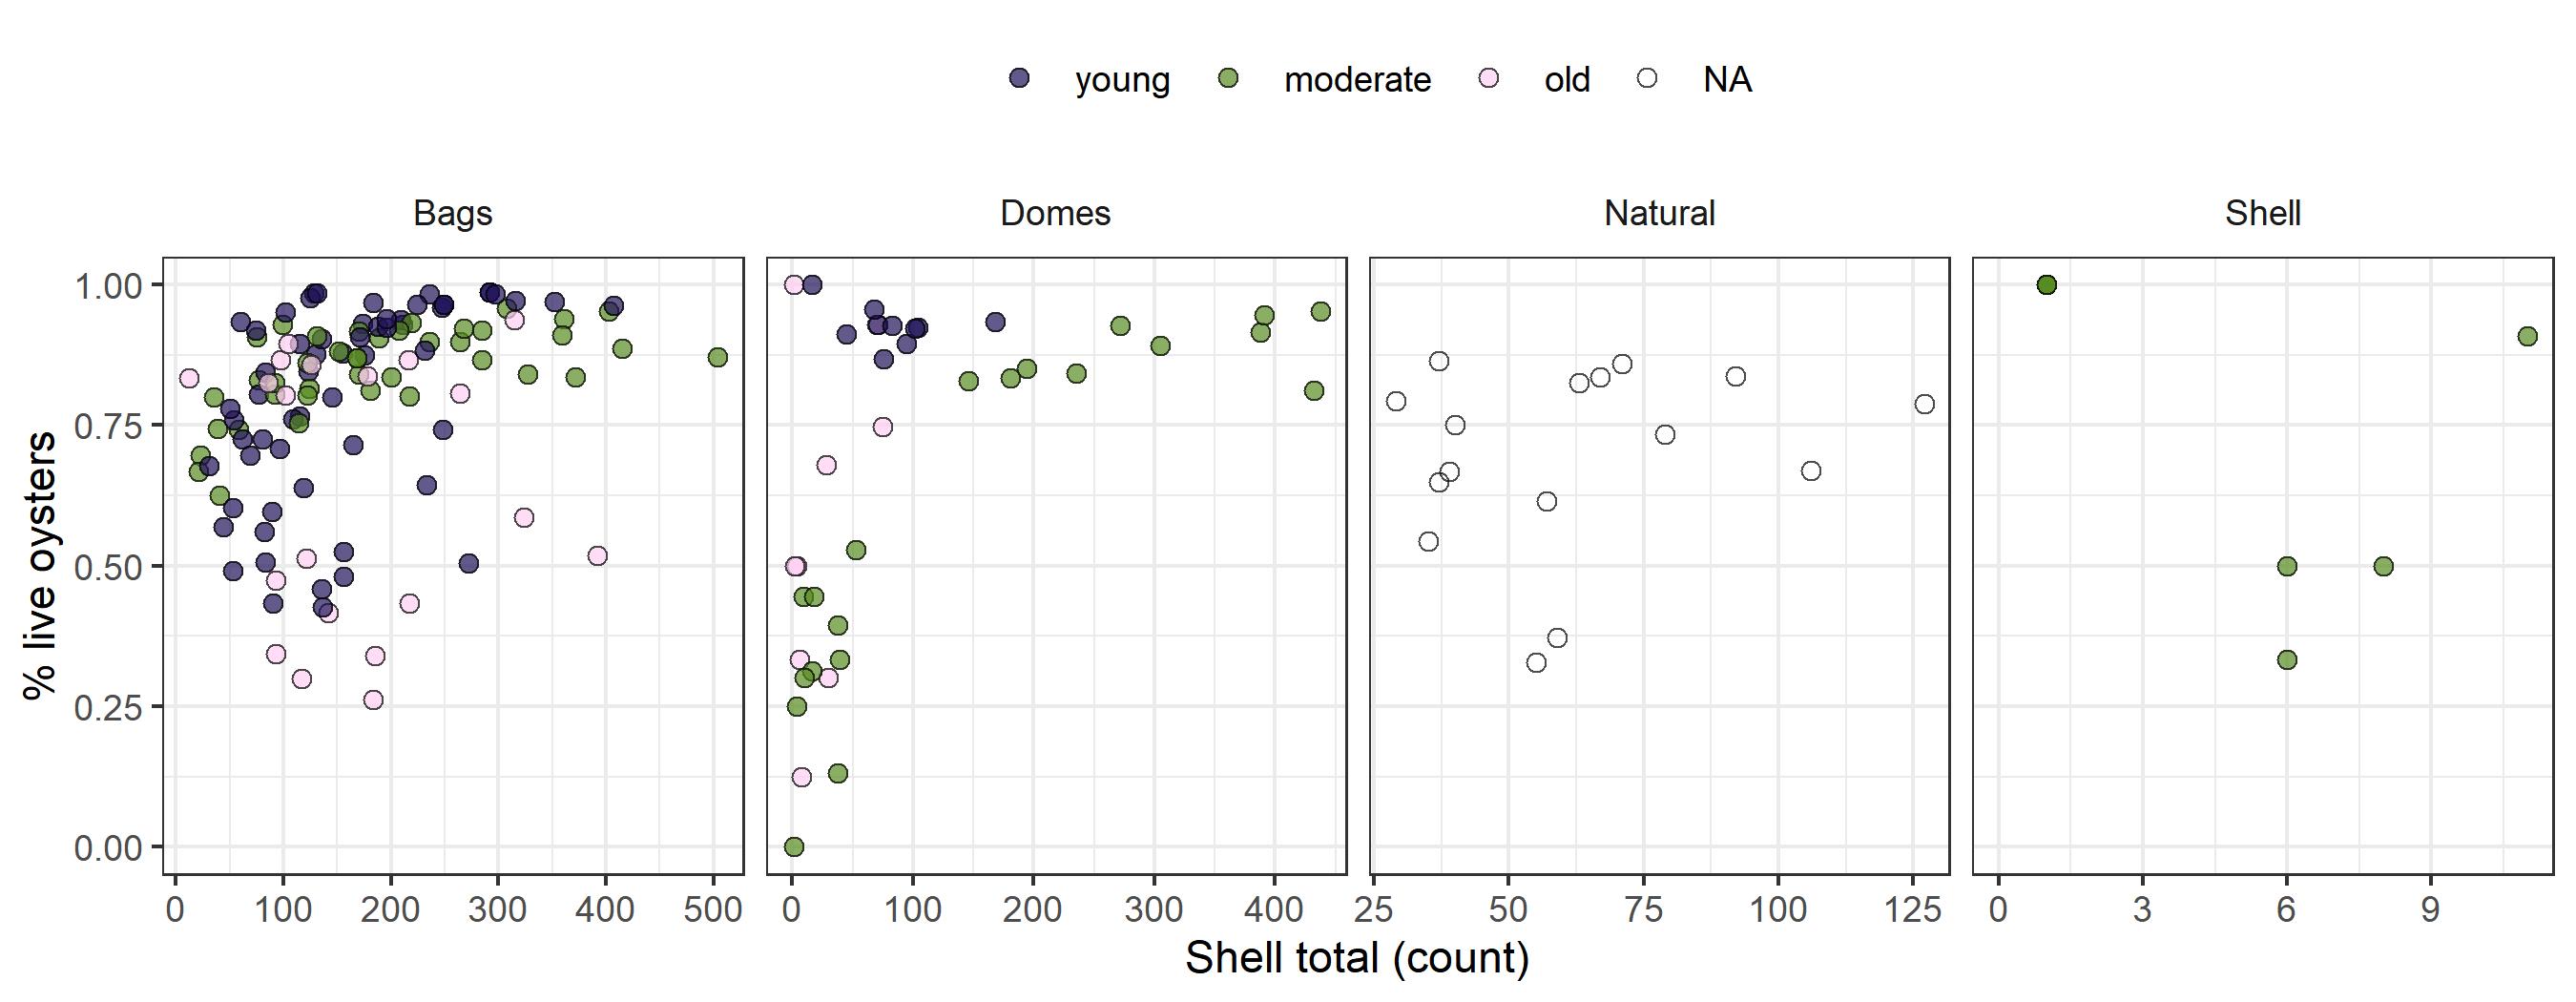 young moderate old NA
Bags Domes Natural Shell
1.00
0.75
0.50
0.25
0.00
% live oysters
0 100 200 300 400 500 0 100 200 300 400 25 50 75 100 125 0 3 6 9
Shell total (count)